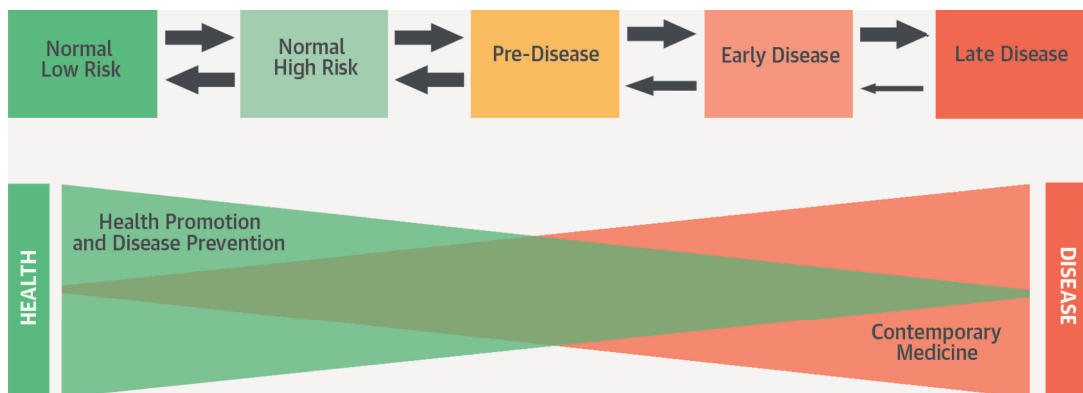 Normal
Low Risk
Normal
High Risk
Pre-Disease
Early Disease
Late Disease
HEALTH
Health Promotion
and Disease Prevention
Contemporary
Medicine
DISEASE